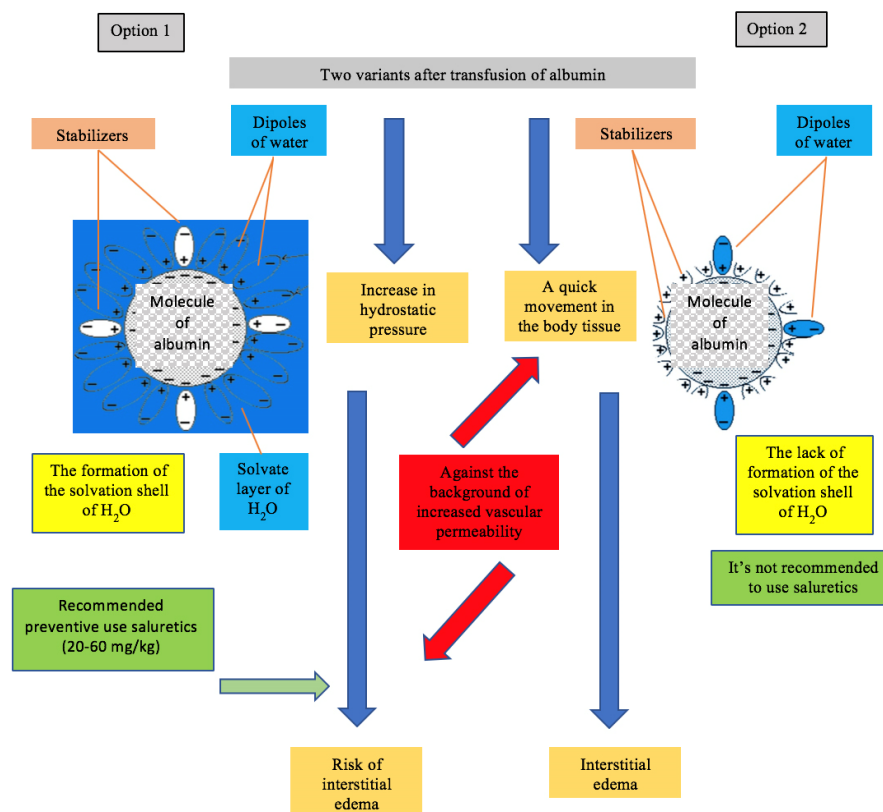 Option 1
Option 2
Two variants after transfusion of albumin
Stabilizers
Dipoles
of water
Stabilizers
Dipoles
of water
Molecule
of
albumin
Increase in
hydrostatic
pressure
A quick
movement in
the body tissue
Molecule
of
albumin
The formation of
the solvation shell
of H₂O
Solvate
layer of
H₂O
Against the
background of
increased vascular
permeability
The lack of
formation of the
solvation shell
of H₂O
It’s not recommended
to use saluretics
Recommended
preventive use saluretics
(20-60 mg/kg)
Risk of
interstitial
edema
Interstitial
edema